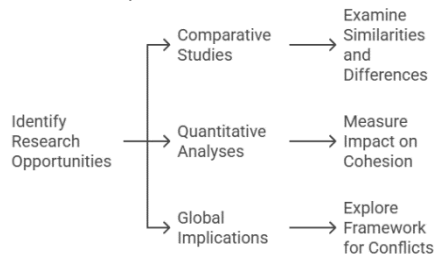 Identify
Research
Opportunities
Comparative
Studies
Examine
Similarities
and
Differences
Quantitative
Analyses
Measure
Impact on
Cohesion
Global
Implications
Explore
Framework
for Conflicts